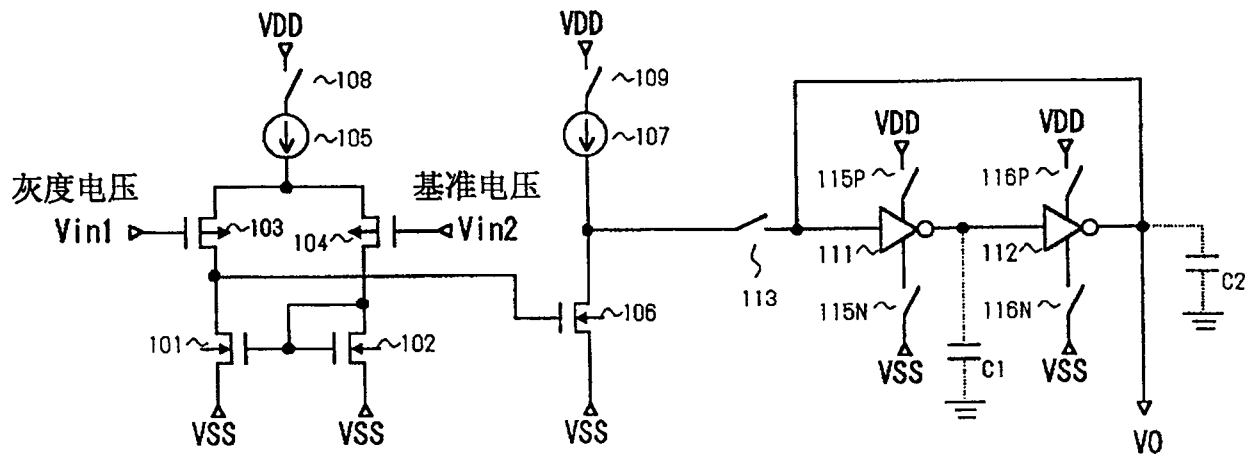 VDD
~108
~105
VDD
~109
~107
灰度电压
Vin1
~103
基准电压
Vin2
104~
VDD
115P
VDD
116P
111
112
113
~106
115N
116N
C1
C2
101~
~102
VSS
VSS
VSS
VSS
VSS
VO